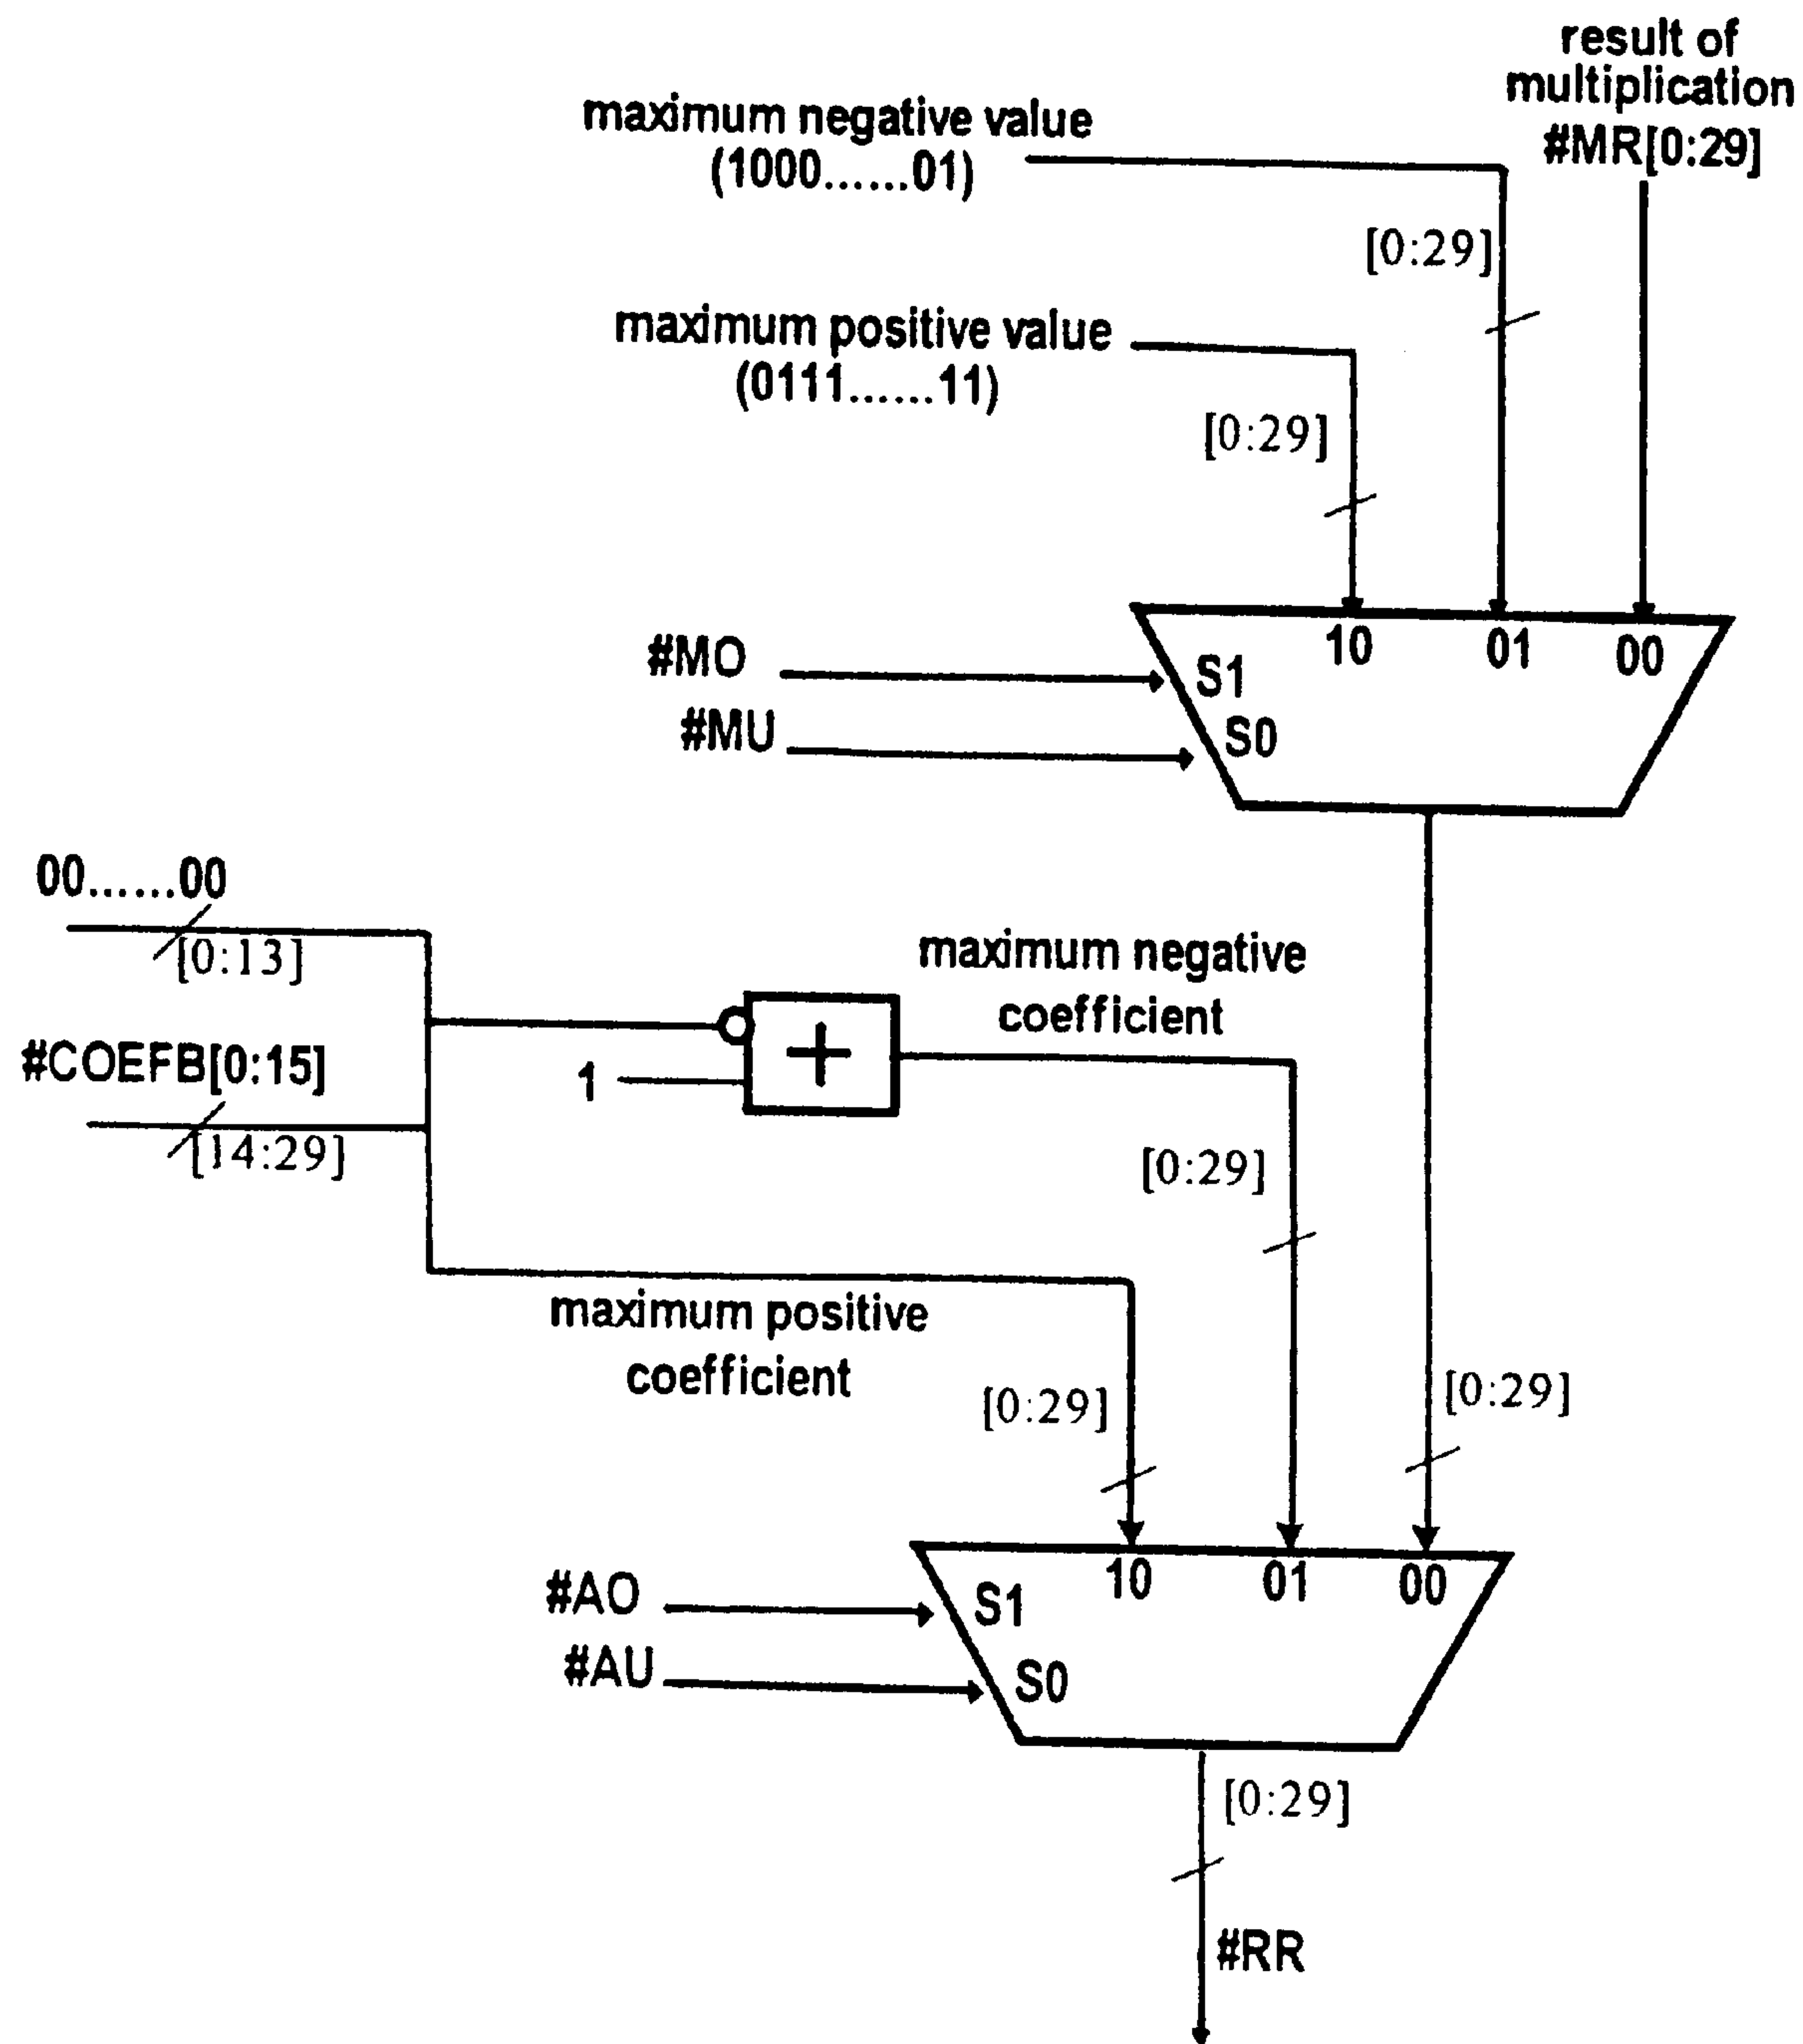 result of
multiplication
#MR[0:29]
maximum negative value
(1000......01)
[0:29]
maximum positive value
(0111......11)
[0:29]
10
01
00
#MO
S1
#MU
S0
00......00
[0:13]
maximum negative
coefficient
#COEFB[0:15]
1
+
[14:29]
[0:29]
maximum positive
coefficient
[0:29]
[0:29]
10
01
00
#AO
S1
#AU
S0
[0:29]
#RR